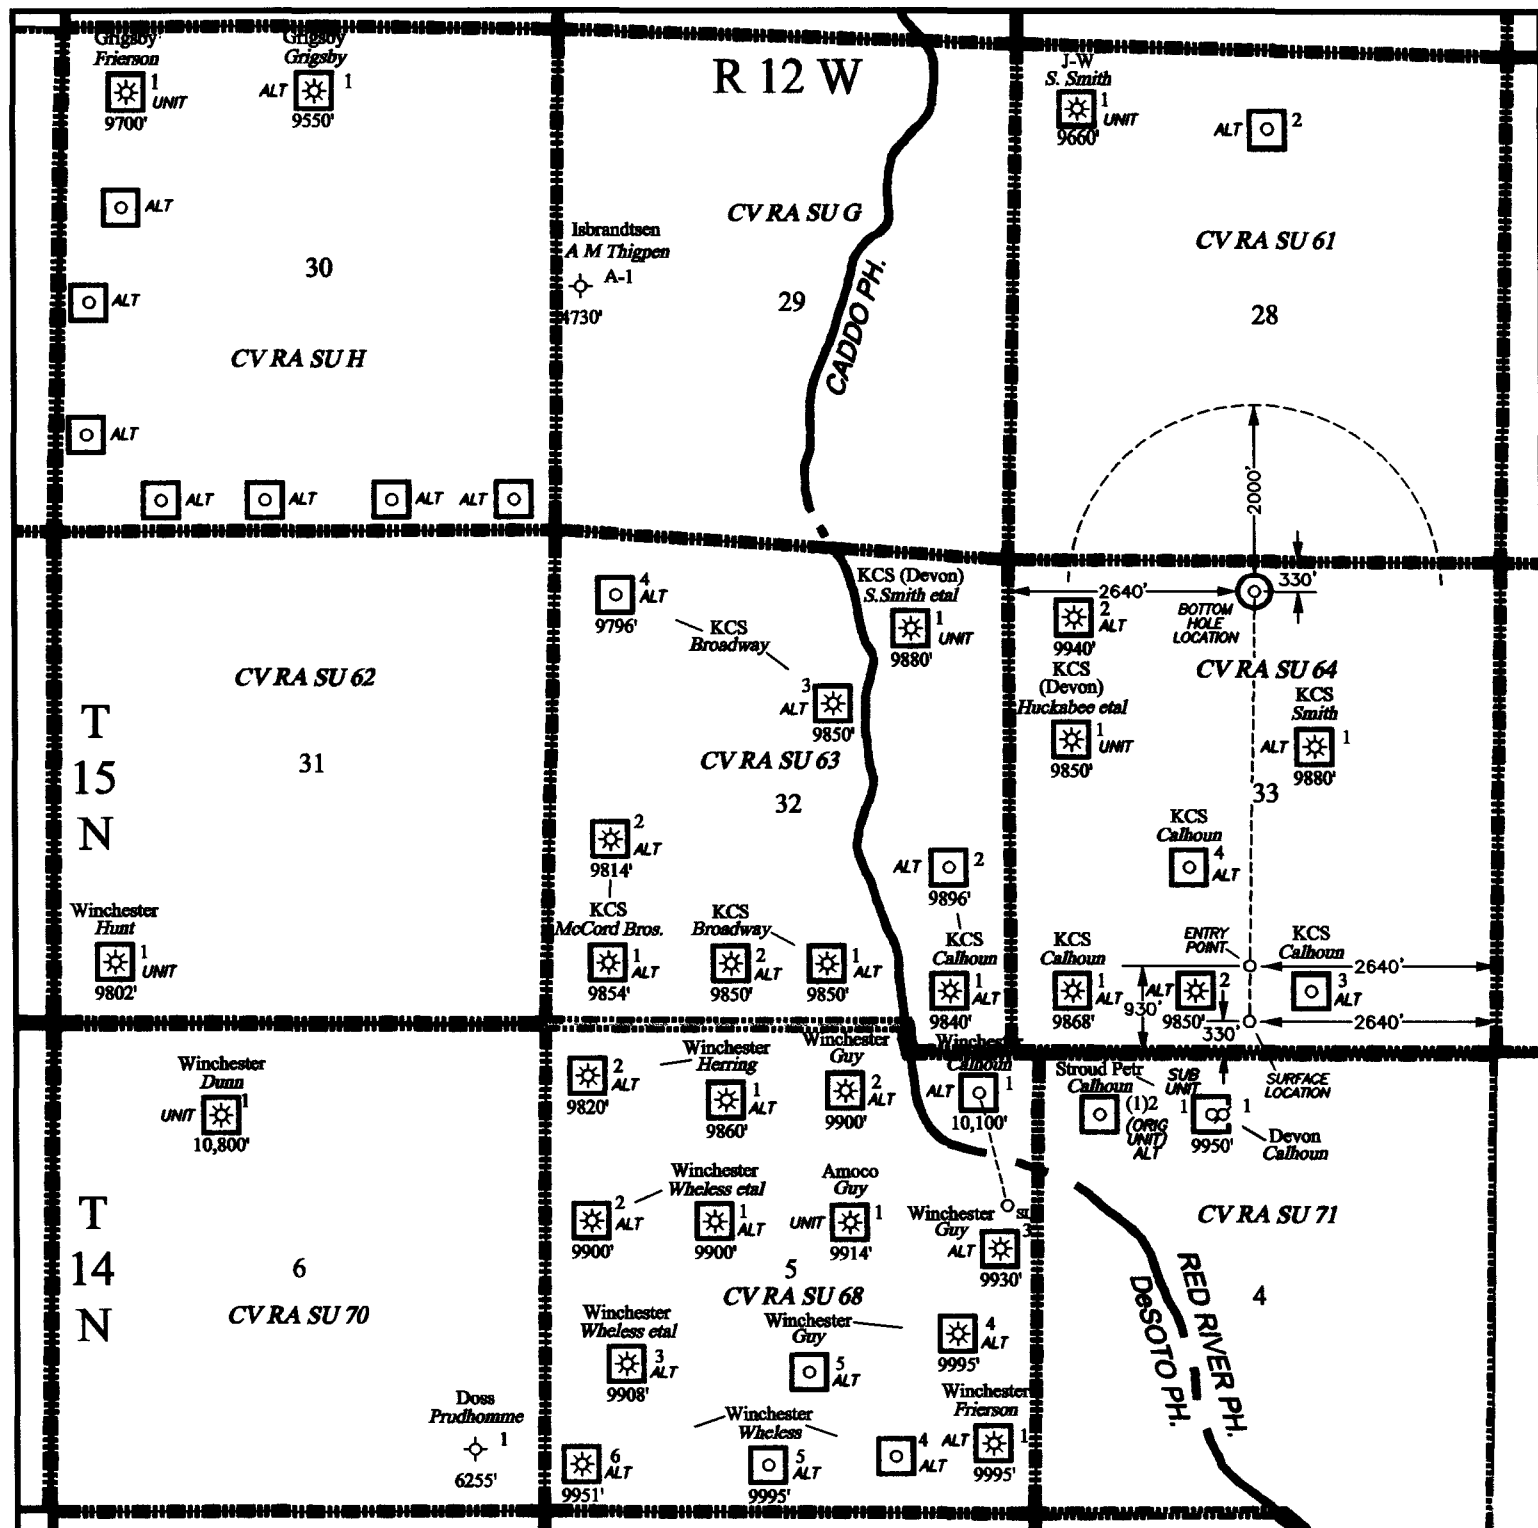 R 12 W
Grigsby
Frierson
1
UNIT
9700'
Grigsby
Grigsby
ALT
1
9550'
ALT
30
ALT
CV RA SU H
ALT
ALT
ALT
ALT
ALT
CV RA SU G
Isbrandtsen
A M Thigpen
A-1
4730'
29
CADDO PH.
J-W
S. Smith
1
UNIT
9660'
ALT
2
CV RA SU 61
28
2000'
330'
2640'
BOTTOM
HOLE
LOCATION
T
15
N
CV RA SU 62
31
Winchester
Hunt
1
UNIT
9802'
4
ALT
9796'
KCS
Broadway
3
ALT
9850'
KCS (Devon)
S.Smith etal
1
UNIT
9880'
CV RA SU 63
32
2
ALT
9814'
KCS
McCord Bros.
1
ALT
9854'
KCS
Broadway
2
ALT
9850'
1
ALT
9850'
ALT
2
9896'
KCS
Calhoun
1
ALT
9840'
2
ALT
9940'
KCS
(Devon)
Huckabee etal
1
UNIT
9850'
CV RA SU 64
KCS
Smith
ALT
1
9880'
33
KCS
Calhoun
4
ALT
ENTRY
POINT
KCS
Calhoun
1
ALT
9868'
930'
ALT
2
9850'
330'
KCS
Calhoun
3
ALT
2640'
2640'
SURFACE
LOCATION
T
14
N
Winchester
Dunn
UNIT
1
10,800'
6
CV RA SU 70
Doss
Prudhomme
1
6255'
2
ALT
9820'
Winchester
Herring
1
ALT
9860'
Winchester
Guy
2
ALT
9900'
Winchester
Calhoun
ALT
1
10,100'
2
ALT
9900'
Winchester
Wheless etal
1
ALT
9900'
Amoco
Guy
UNIT
1
9914'
Winchester
Guy
3
ALT
9930'
5
CV RA SU 68
Winchester
Wheless etal
3
ALT
9908'
Winchester
Guy
5
ALT
4
ALT
9995'
Winchester
Wheless
6
ALT
9951'
5
ALT
9995'
4
ALT
Winchester
Frierson
ALT
1
9995'
Stroud Petr
Calhoun
(1)2
(ORIG
UNIT)
ALT
SUB
UNIT
1
1
9950'
Devon
Calhoun
CV RA SU 71
4
RED RIVER PH.
DeSOTO PH.